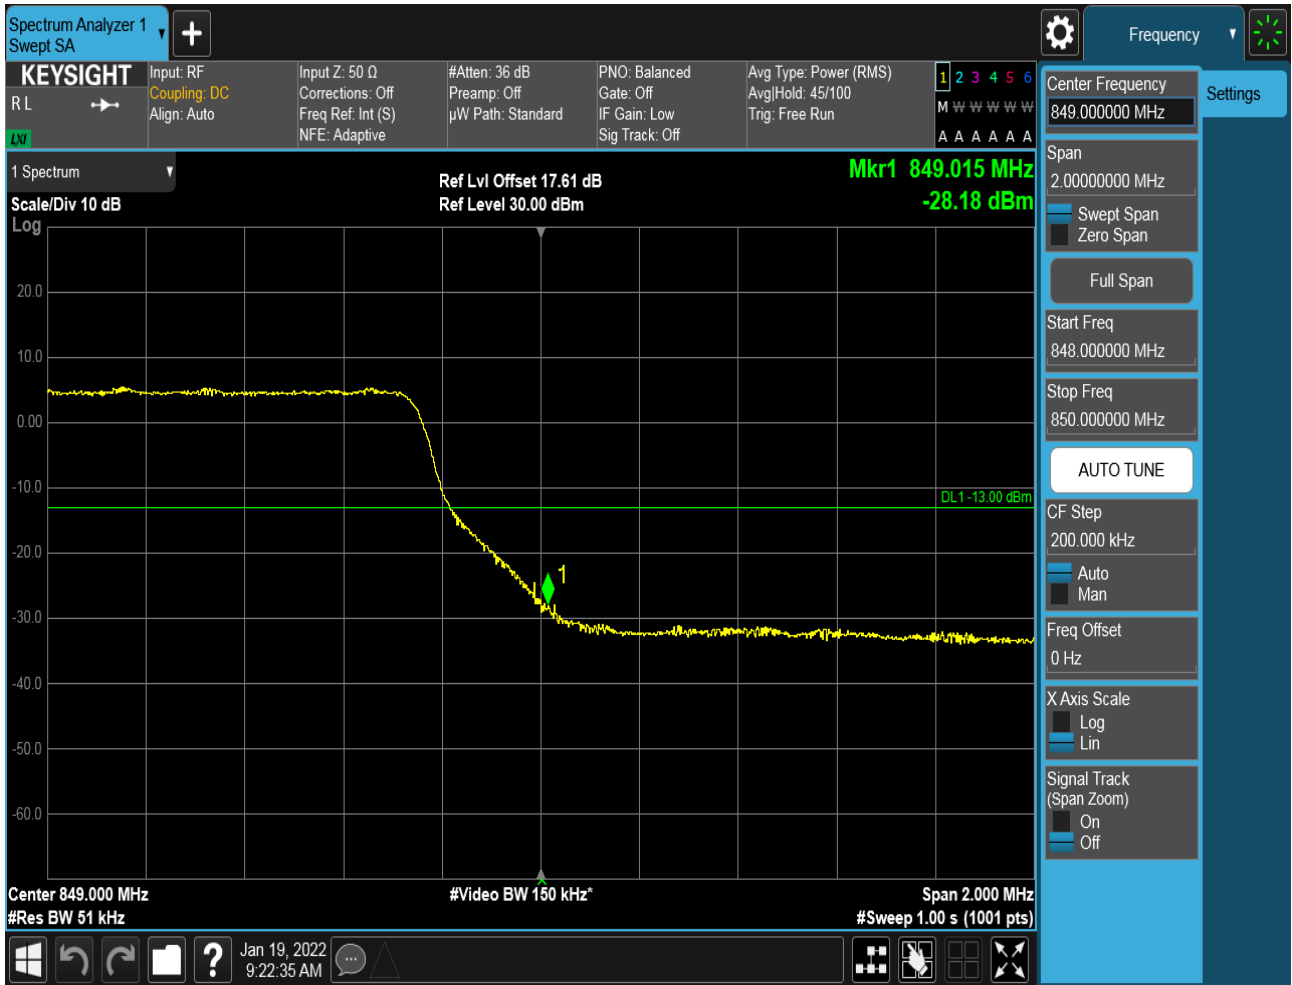 Spectrum Analyzer 1
Swept SA
Frequency
KEYSIGHT
R L
LXI
Input: RF
Coupling: DC
Align: Auto
Input Z: 50 Ω
Corrections: Off
Freq Ref: Int (S)
NFE: Adaptive
#Atten: 36 dB
Preamp: Off
µW Path: Standard
PNO: Balanced
Gate: Off
IF Gain: Low
Sig Track: Off
Avg Type: Power (RMS)
Avg|Hold: 45/100
Trig: Free Run
1 2 3 4 5 6
M W W W W W
A A A A A A
1 Spectrum
Scale/Div 10 dB
Log
Ref Lvl Offset 17.61 dB
Ref Level 30.00 dBm
Mkr1 849.015 MHz
-28.18 dBm
20.0
10.0
0.00
-10.0
-20.0
-30.0
-40.0
-50.0
-60.0
DL1 -13.00 dBm
1
Center 849.000 MHz
#Res BW 51 kHz
#Video BW 150 kHz*
Span 2.000 MHz
#Sweep 1.00 s (1001 pts)
Jan 19, 2022
9:22:35 AM
Center Frequency
849.000000 MHz
Settings
Span
2.00000000 MHz
Swept Span
Zero Span
Full Span
Start Freq
848.000000 MHz
Stop Freq
850.000000 MHz
AUTO TUNE
CF Step
200.000 kHz
Auto
Man
Freq Offset
0 Hz
X Axis Scale
Log
Lin
Signal Track
(Span Zoom)
On
Off